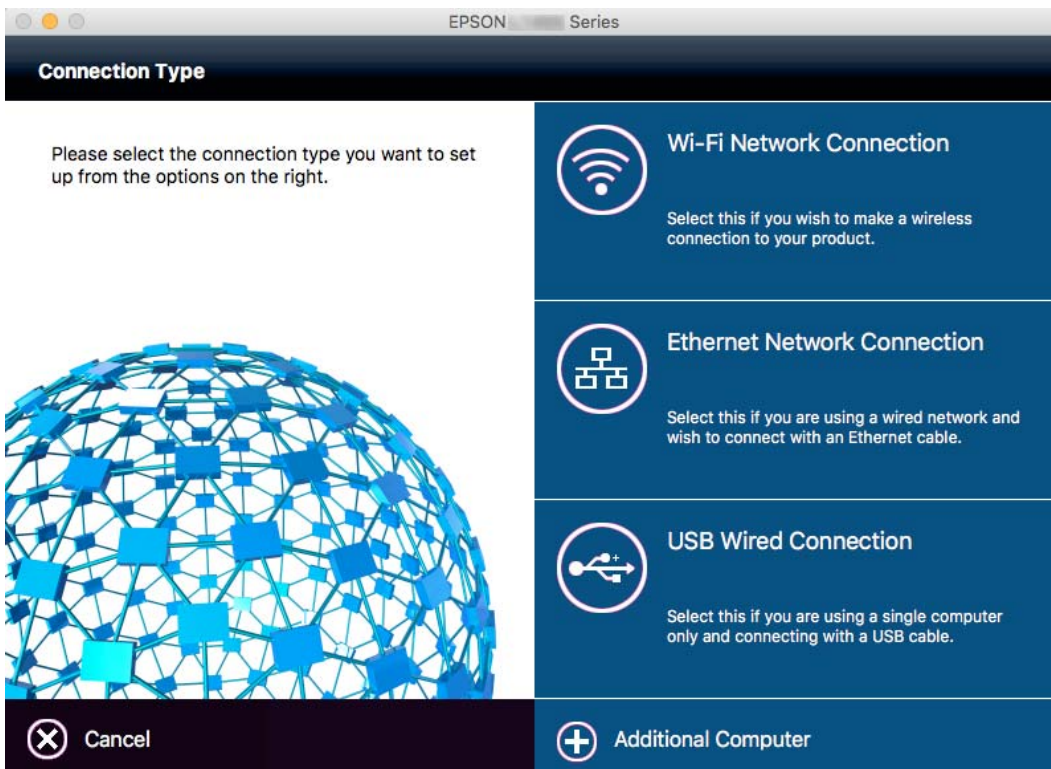 EPSON Series
Connection Type
Please select the connection type you want to set
up from the options on the right.
Wi-Fi Network Connection
Select this if you wish to make a wireless
connection to your product.
Ethernet Network Connection
Select this if you are using a wired network and
wish to connect with an Ethernet cable.
USB Wired Connection
Select this if you are using a single computer
only and connecting with a USB cable.
Cancel
Additional Computer